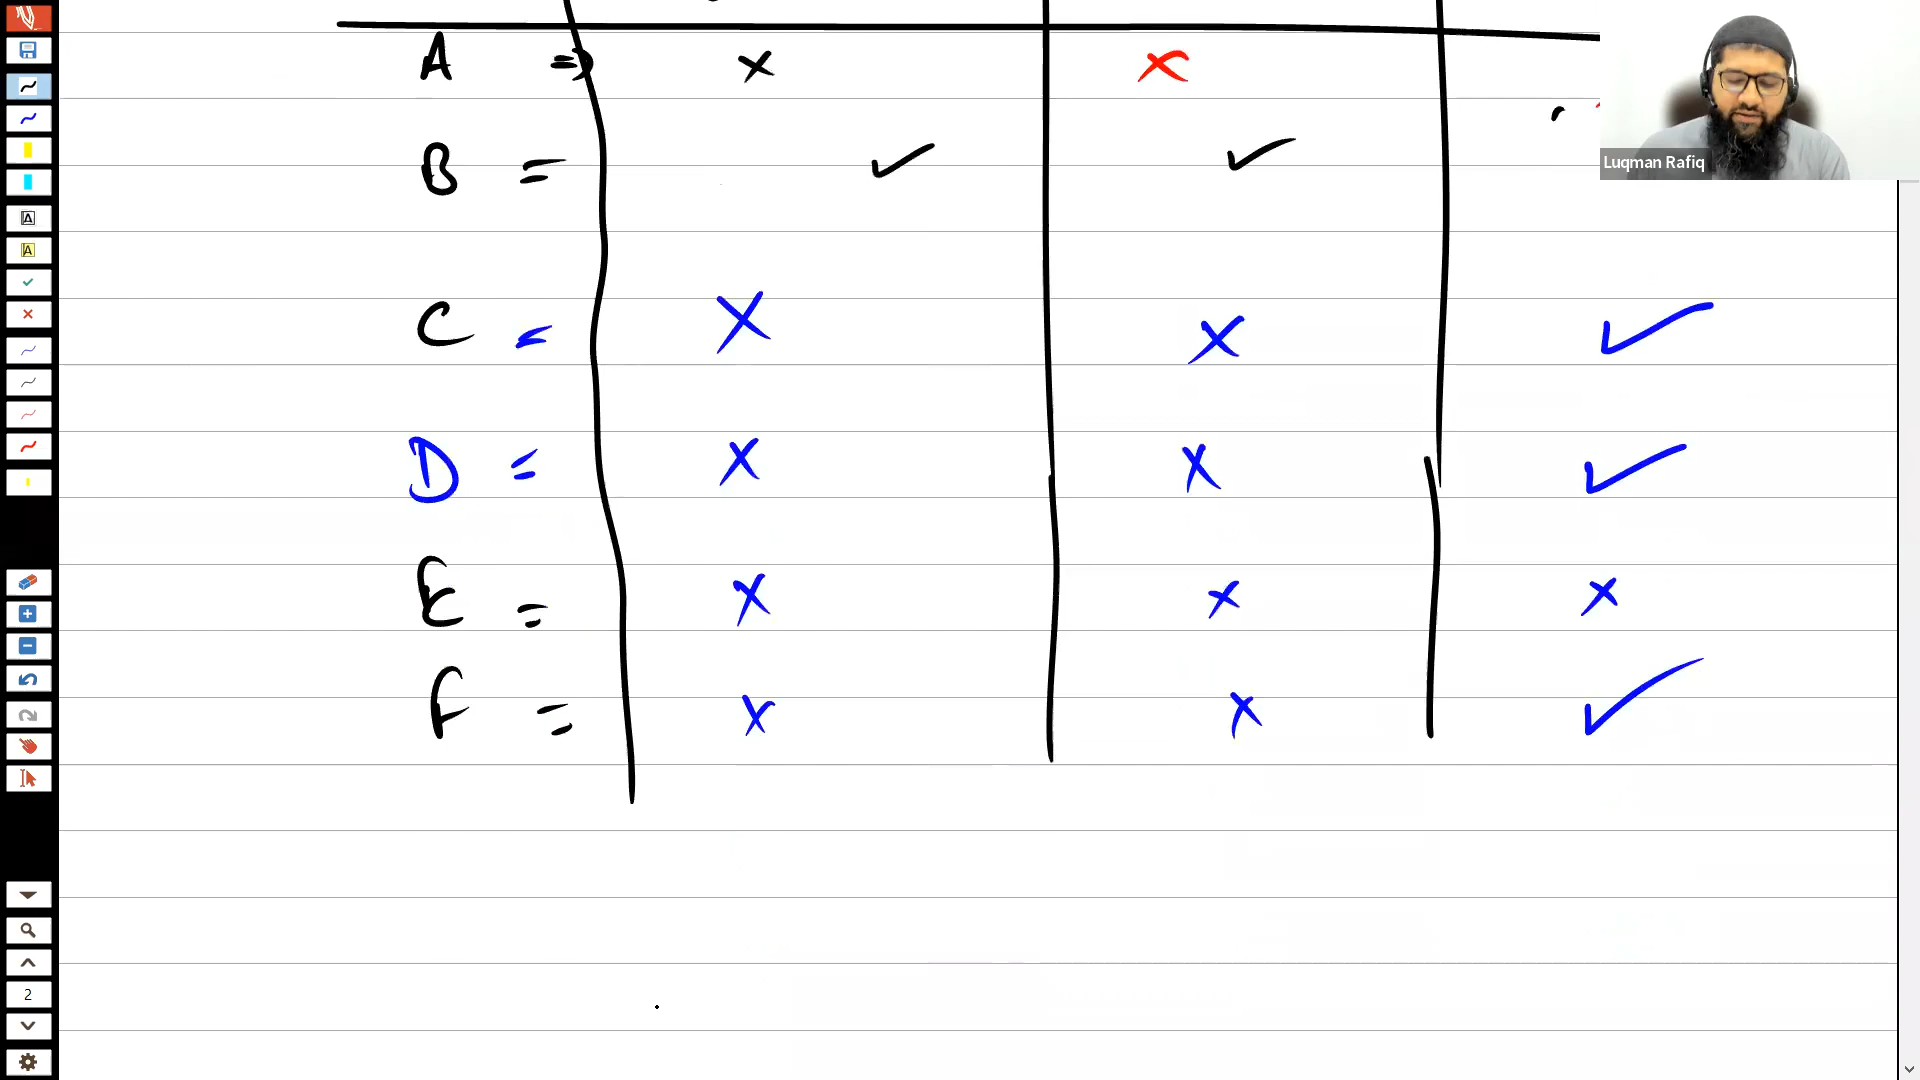 A => x x
B = ✓ ✓
Luqman Rafiq
C = x x ✓
D = x x ✓
E = x x x
F = x x ✓
2